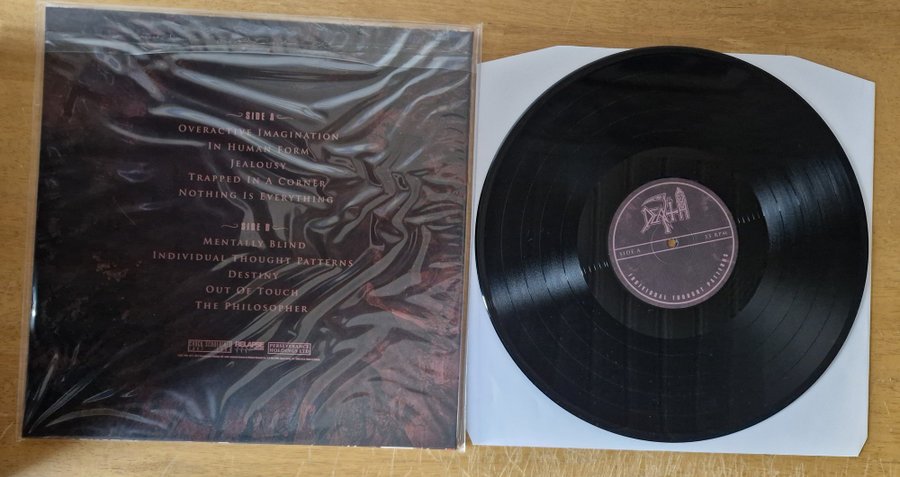 SIDE A
OVERACTIVE IMAGINATION
IN HUMAN FORM
JEALOUSY
TRAPPED IN A CORNER
NOTHING IS EVERYTHING
SIDE B
MENTALLY BLIND
INDIVIDUAL THOUGHT PATTERNS
DESTINY
OUT OF TOUCH
THE PHILOSOPHER
RELAPSE
PERSEVERANCE
HOLDINGS LTD.
DEATH
SIDE A
33 RPM
INDIVIDUAL THOUGHT PATTERNS